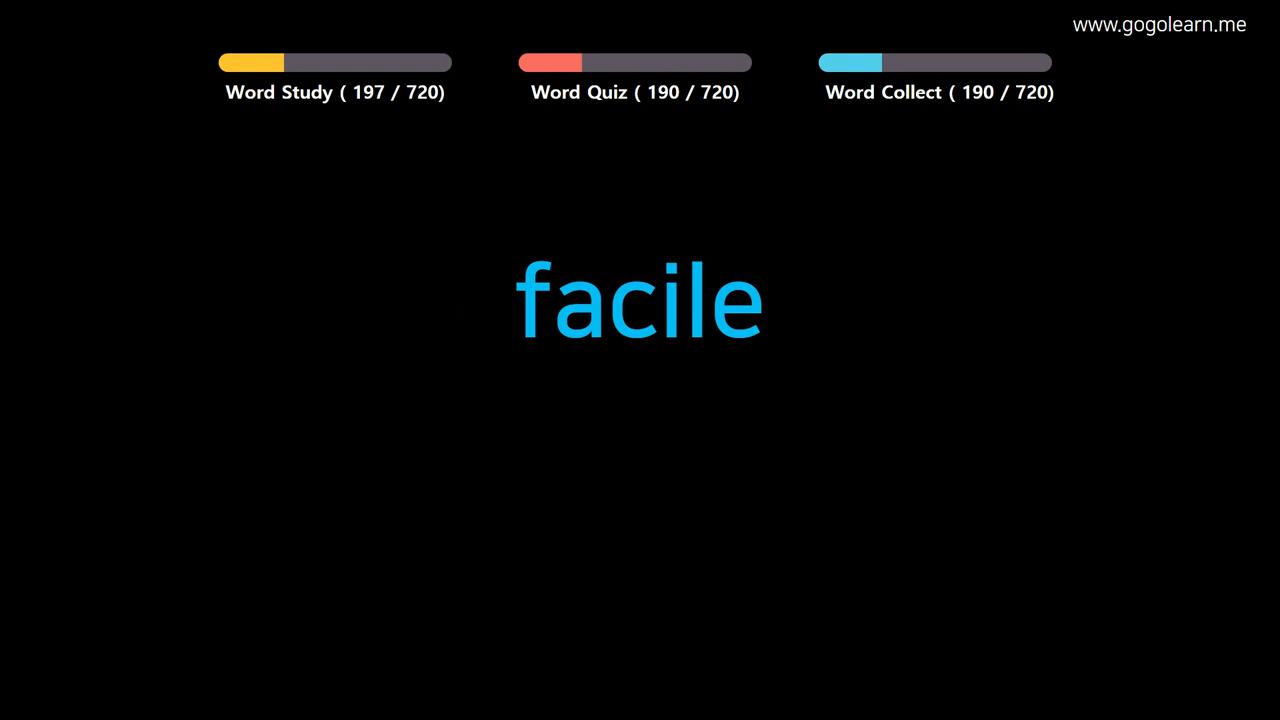 www.gogolearn.me
Word Study ( 197 / 720)
Word Quiz ( 190 / 720)
Word Collect ( 190 / 720)
facile